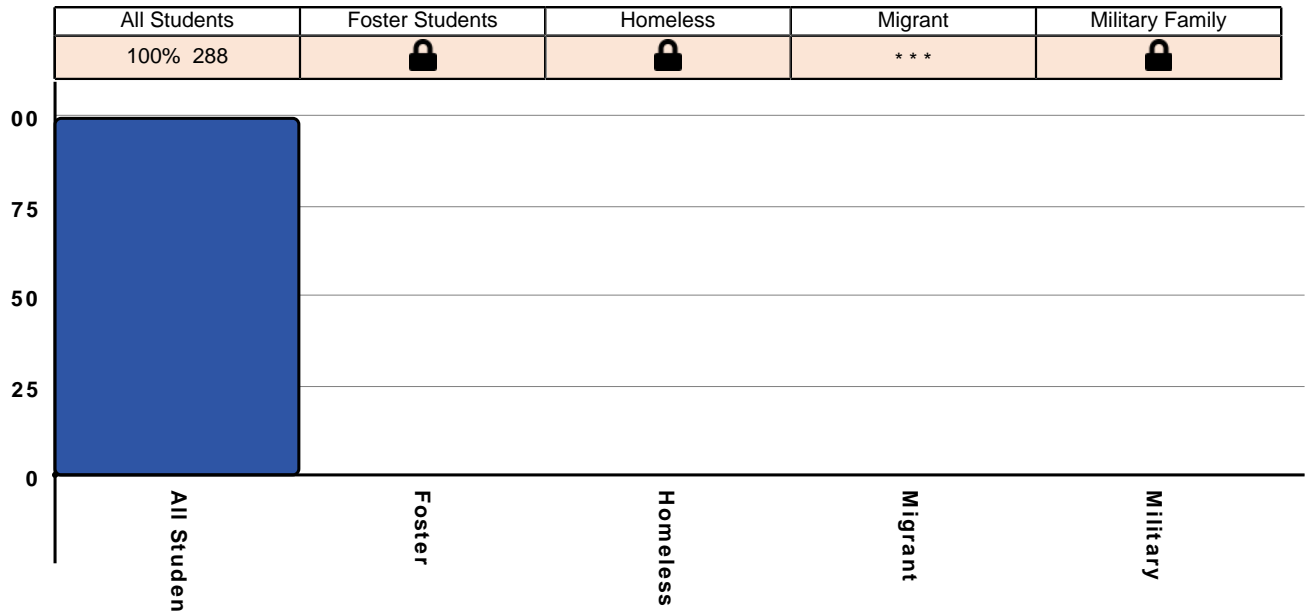 All Students Foster Students Homeless Migrant Military Family
100% 288 ***
00
75
50
25
0
All Studen
Foster
Homeless
Migrant
Military